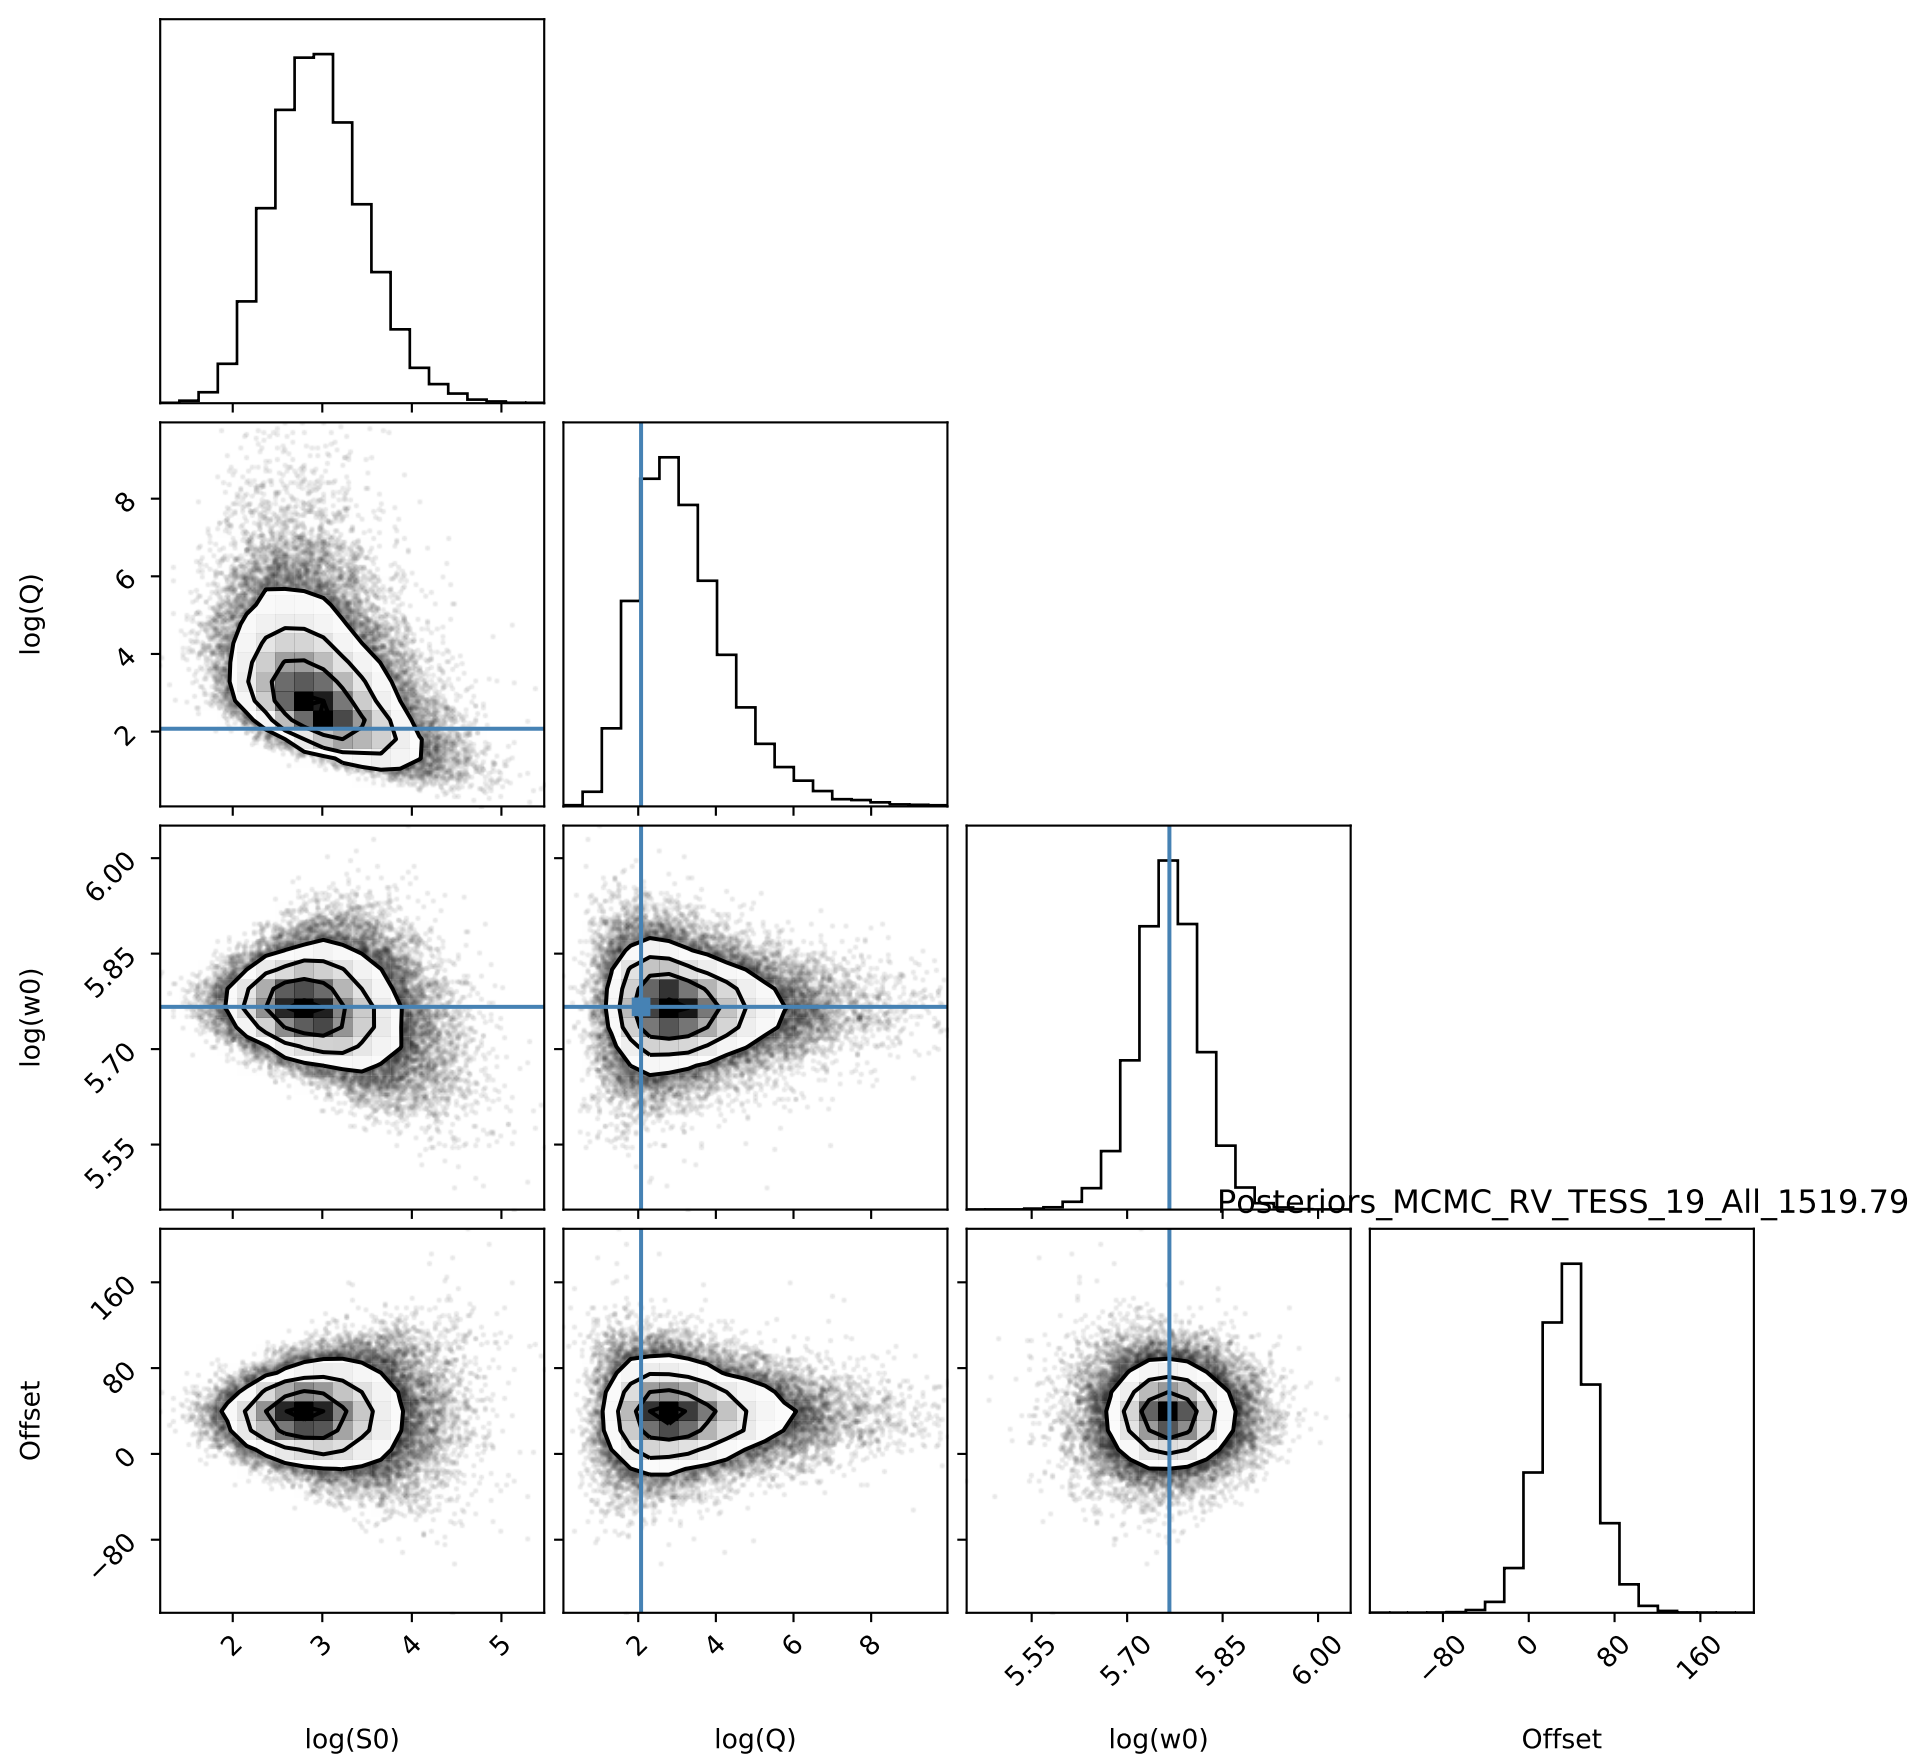 log(Q)
8
6
4
2
log(w0)
6.00
5.85
5.70
5.55
Posteriors_MCMC_RV_TESS_19_All_1519.79
Offset
160
80
0
−80
2 3 4 5
2 4 6 8
5.55 5.70 5.85 6.00
−80 0 80 160
log(S0) log(Q) log(w0) Offset